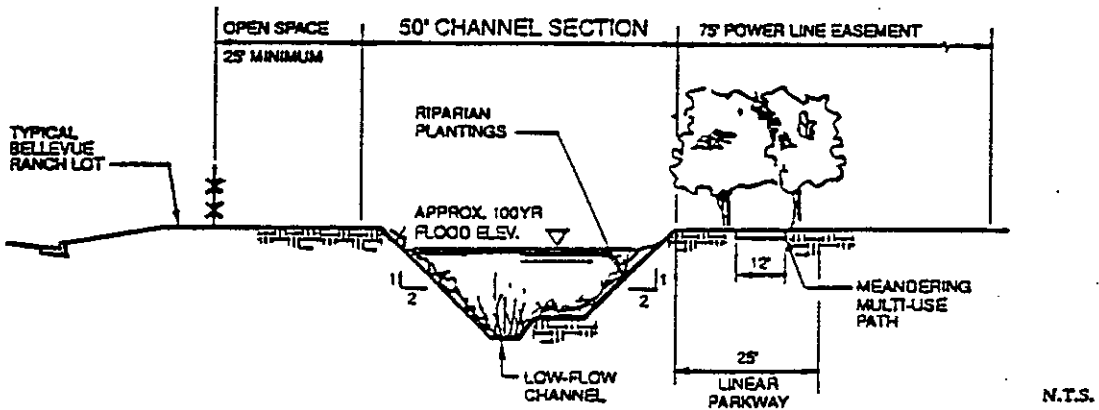 OPEN SPACE
25' MINIMUM
50' CHANNEL SECTION
75' POWER LINE EASEMENT
TYPICAL
BELLEVUE
RANCH LOT
RIPARIAN
PLANTINGS
APPROX. 100YR
FLOOD ELEV.
1
2
1
2
12'
MEANDERING
MULTI-USE
PATH
LOW-FLOW
CHANNEL
25'
LINEAR
PARKWAY
N.T.S.